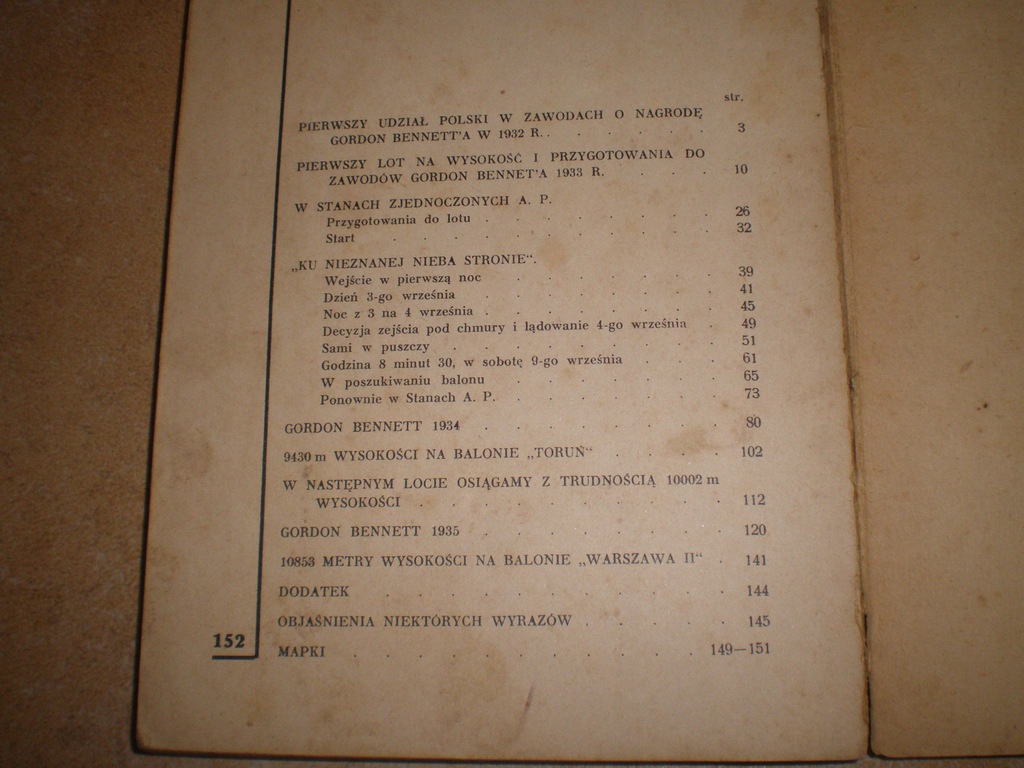 str.
PIERWSZY UDZIAŁ POLSKI W ZAWODACH O NAGRODĘ
GORDON BENNETT'A W 1932 R. . . . . . . 3
PIERWSZY LOT NA WYSOKOŚĆ I PRZYGOTOWANIA DO
ZAWODÓW GORDON BENNET'A 1933 R. . . . 10
W STANACH ZJEDNOCZONYCH A. P.
Przygotowania do lotu . . . . . . . . 26
Start . . . . . . . . . . . 32
„KU NIEZNANEJ NIEBA STRONIE“.
Wejście w pierwszą noc . . . . . . . 39
Dzień 3-go września . . . . . . . . 41
Noc z 3 na 4 września . . . . . . . . 45
Decyzja zejścia pod chmury i lądowanie 4-go września . 49
Sami w puszczy . . . . . . . . . 51
Godzina 8 minut 30, w sobotę 9-go września . . . 61
W poszukiwaniu balonu . . . . . . . 65
Ponownie w Stanach A. P. . . . . . . . 73
GORDON BENNETT 1934 . . . . . . . . 80
9430 m WYSOKOŚCI NA BALONIE „TORUŃ“ . . . . 102
W NASTĘPNYM LOCIE OSIĄGAMY Z TRUDNOŚCIĄ 10002 m
WYSOKOŚCI . . . . . . . . . . 112
GORDON BENNETT 1935 . . . . . . . . 120
10853 METRY WYSOKOŚCI NA BALONIE „WARSZAWA II“ . 141
DODATEK . . . . . . . . . . . 144
OBJAŚNIENIA NIEKTÓRYCH WYRAZÓW . . . . . 145
152
MAPKI . . . . . . . . . . . 149—151